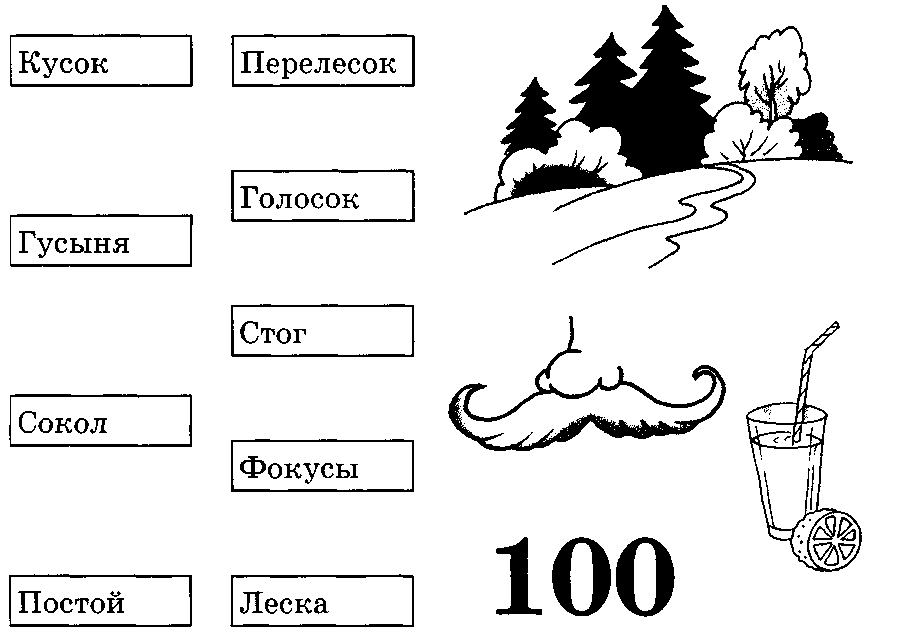 Кусок
Перелесок
Голосок
Гусыня
Стог
Сокол
Фокусы
Постой
Леска
100